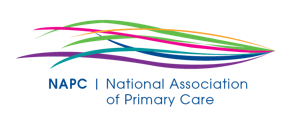 NAPC | National Association
of Primary Care